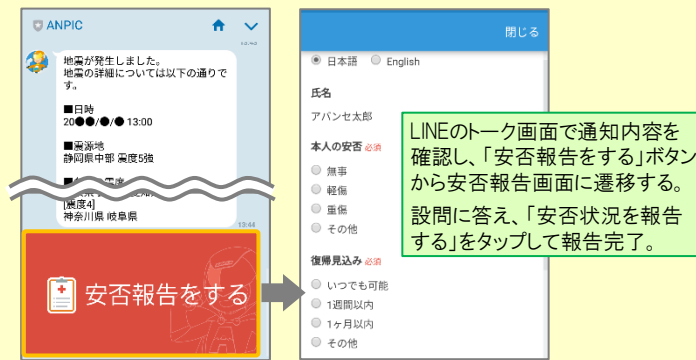 ANPIC
地震が発生しました。
地震の詳細については以下の通りで
す。
■日時
20●●/●/● 13:00
■震源地
静岡県中部 震度5強
[震度4]
神奈川県 岐阜県
13:44
安否報告をする
閉じる
日本語 English
氏名
アバンセ太郎
本人の安否 必須
無事
軽傷
重傷
その他
復帰見込み 必須
いつでも可能
1週間以内
1ヶ月以内
その他
LINEのトーク画面で通知内容を
確認し、「安否報告をする」ボタン
から安否報告画面に遷移する。
設問に答え、「安否状況を報告
する」をタップして報告完了。